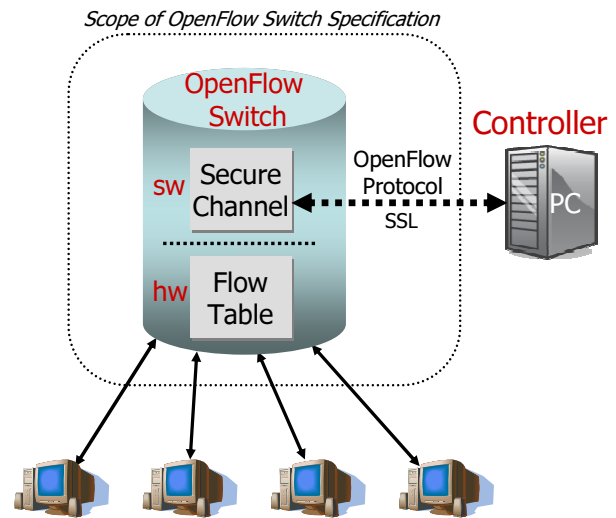 Scope of OpenFlow Switch Specification
OpenFlow
Switch
Controller
sw
Secure
Channel
OpenFlow
Protocol
SSL
PC
hw
Flow
Table